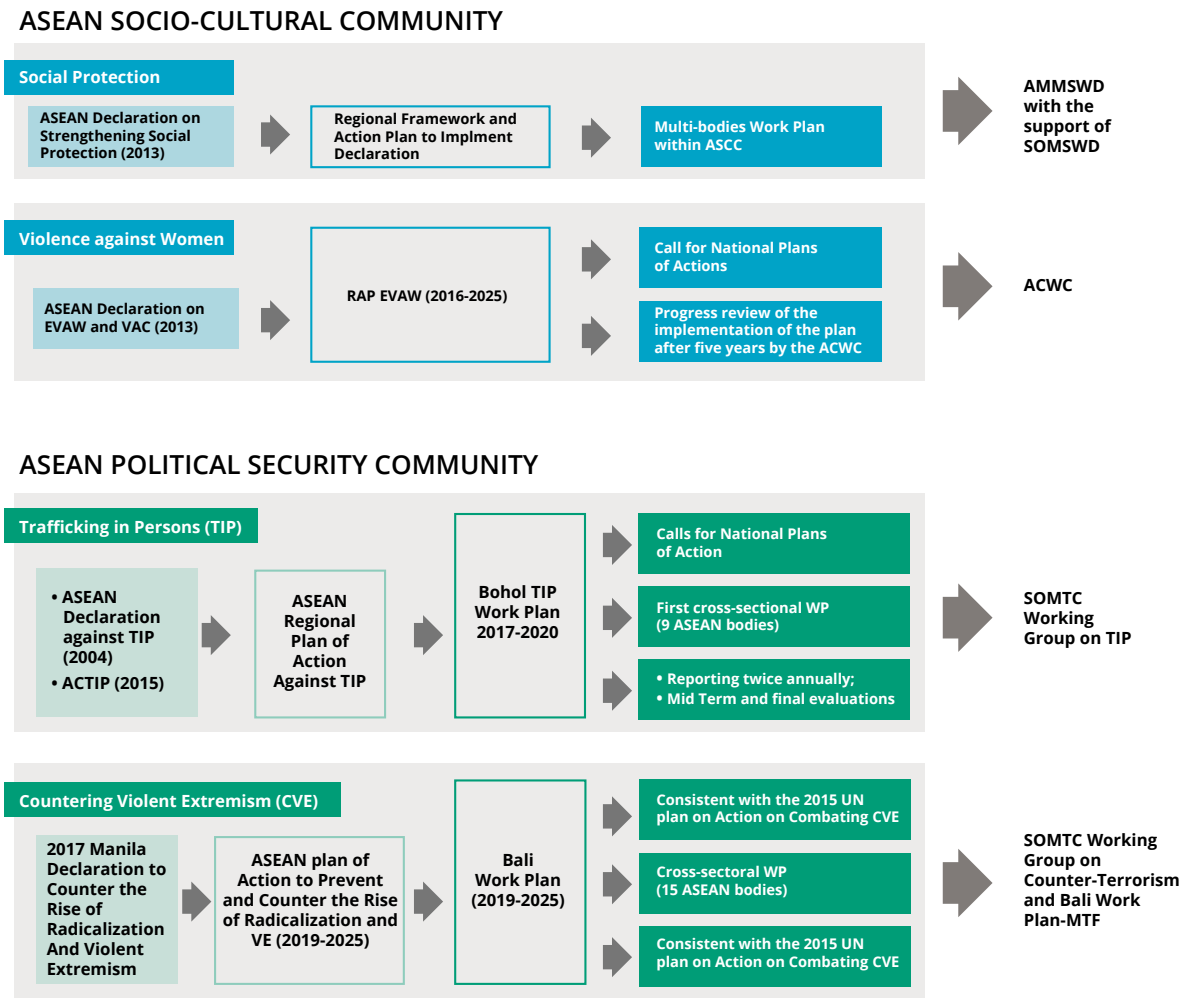 ASEAN SOCIO-CULTURAL COMMUNITY
Social Protection
ASEAN Declaration on
Strengthening Social
Protection (2013)
Regional Framework and
Action Plan to Implment
Declaration
Multi-bodies Work Plan
within ASCC
AMMSWD
with the
support of
SOMSWD
Violence against Women
ASEAN Declaration on
EVAW and VAC (2013)
RAP EVAW (2016-2025)
Call for National Plans
of Actions
Progress review of the
implementation of the plan
after five years by the ACWC
ACWC
ASEAN POLITICAL SECURITY COMMUNITY
Trafficking in Persons (TIP)
• ASEAN
Declaration
against TIP
(2004)
• ACTIP (2015)
ASEAN
Regional
Plan of
Action
Against TIP
Bohol TIP
Work Plan
2017-2020
Calls for National Plans
of Action
First cross-sectional WP
(9 ASEAN bodies)
• Reporting twice annually;
• Mid Term and final evaluations
SOMTC
Working
Group on TIP
Countering Violent Extremism (CVE)
2017 Manila
Declaration to
Counter the
Rise of
Radicalization
And Violent
Extremism
ASEAN plan of
Action to Prevent
and Counter the Rise
of Radicalization and
VE (2019-2025)
Bali
Work Plan
(2019-2025)
Consistent with the 2015 UN
plan on Action on Combating CVE
Cross-sectoral WP
(15 ASEAN bodies)
Consistent with the 2015 UN
plan on Action on Combating CVE
SOMTC Working
Group on
Counter-Terrorism
and Bali Work
Plan-MTF